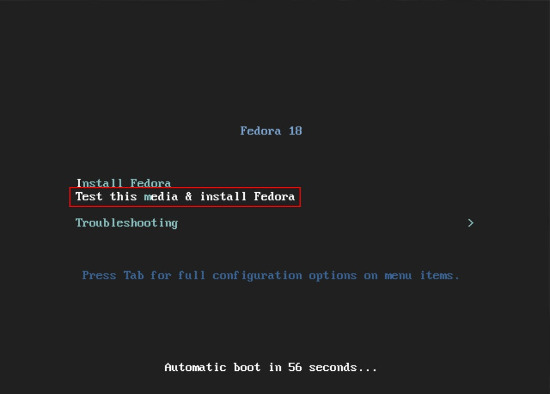 Fedora 18
Install Fedora
Test this media & install Fedora
Troubleshooting >
Press Tab for full configuration options on menu items.
Automatic boot in 56 seconds...